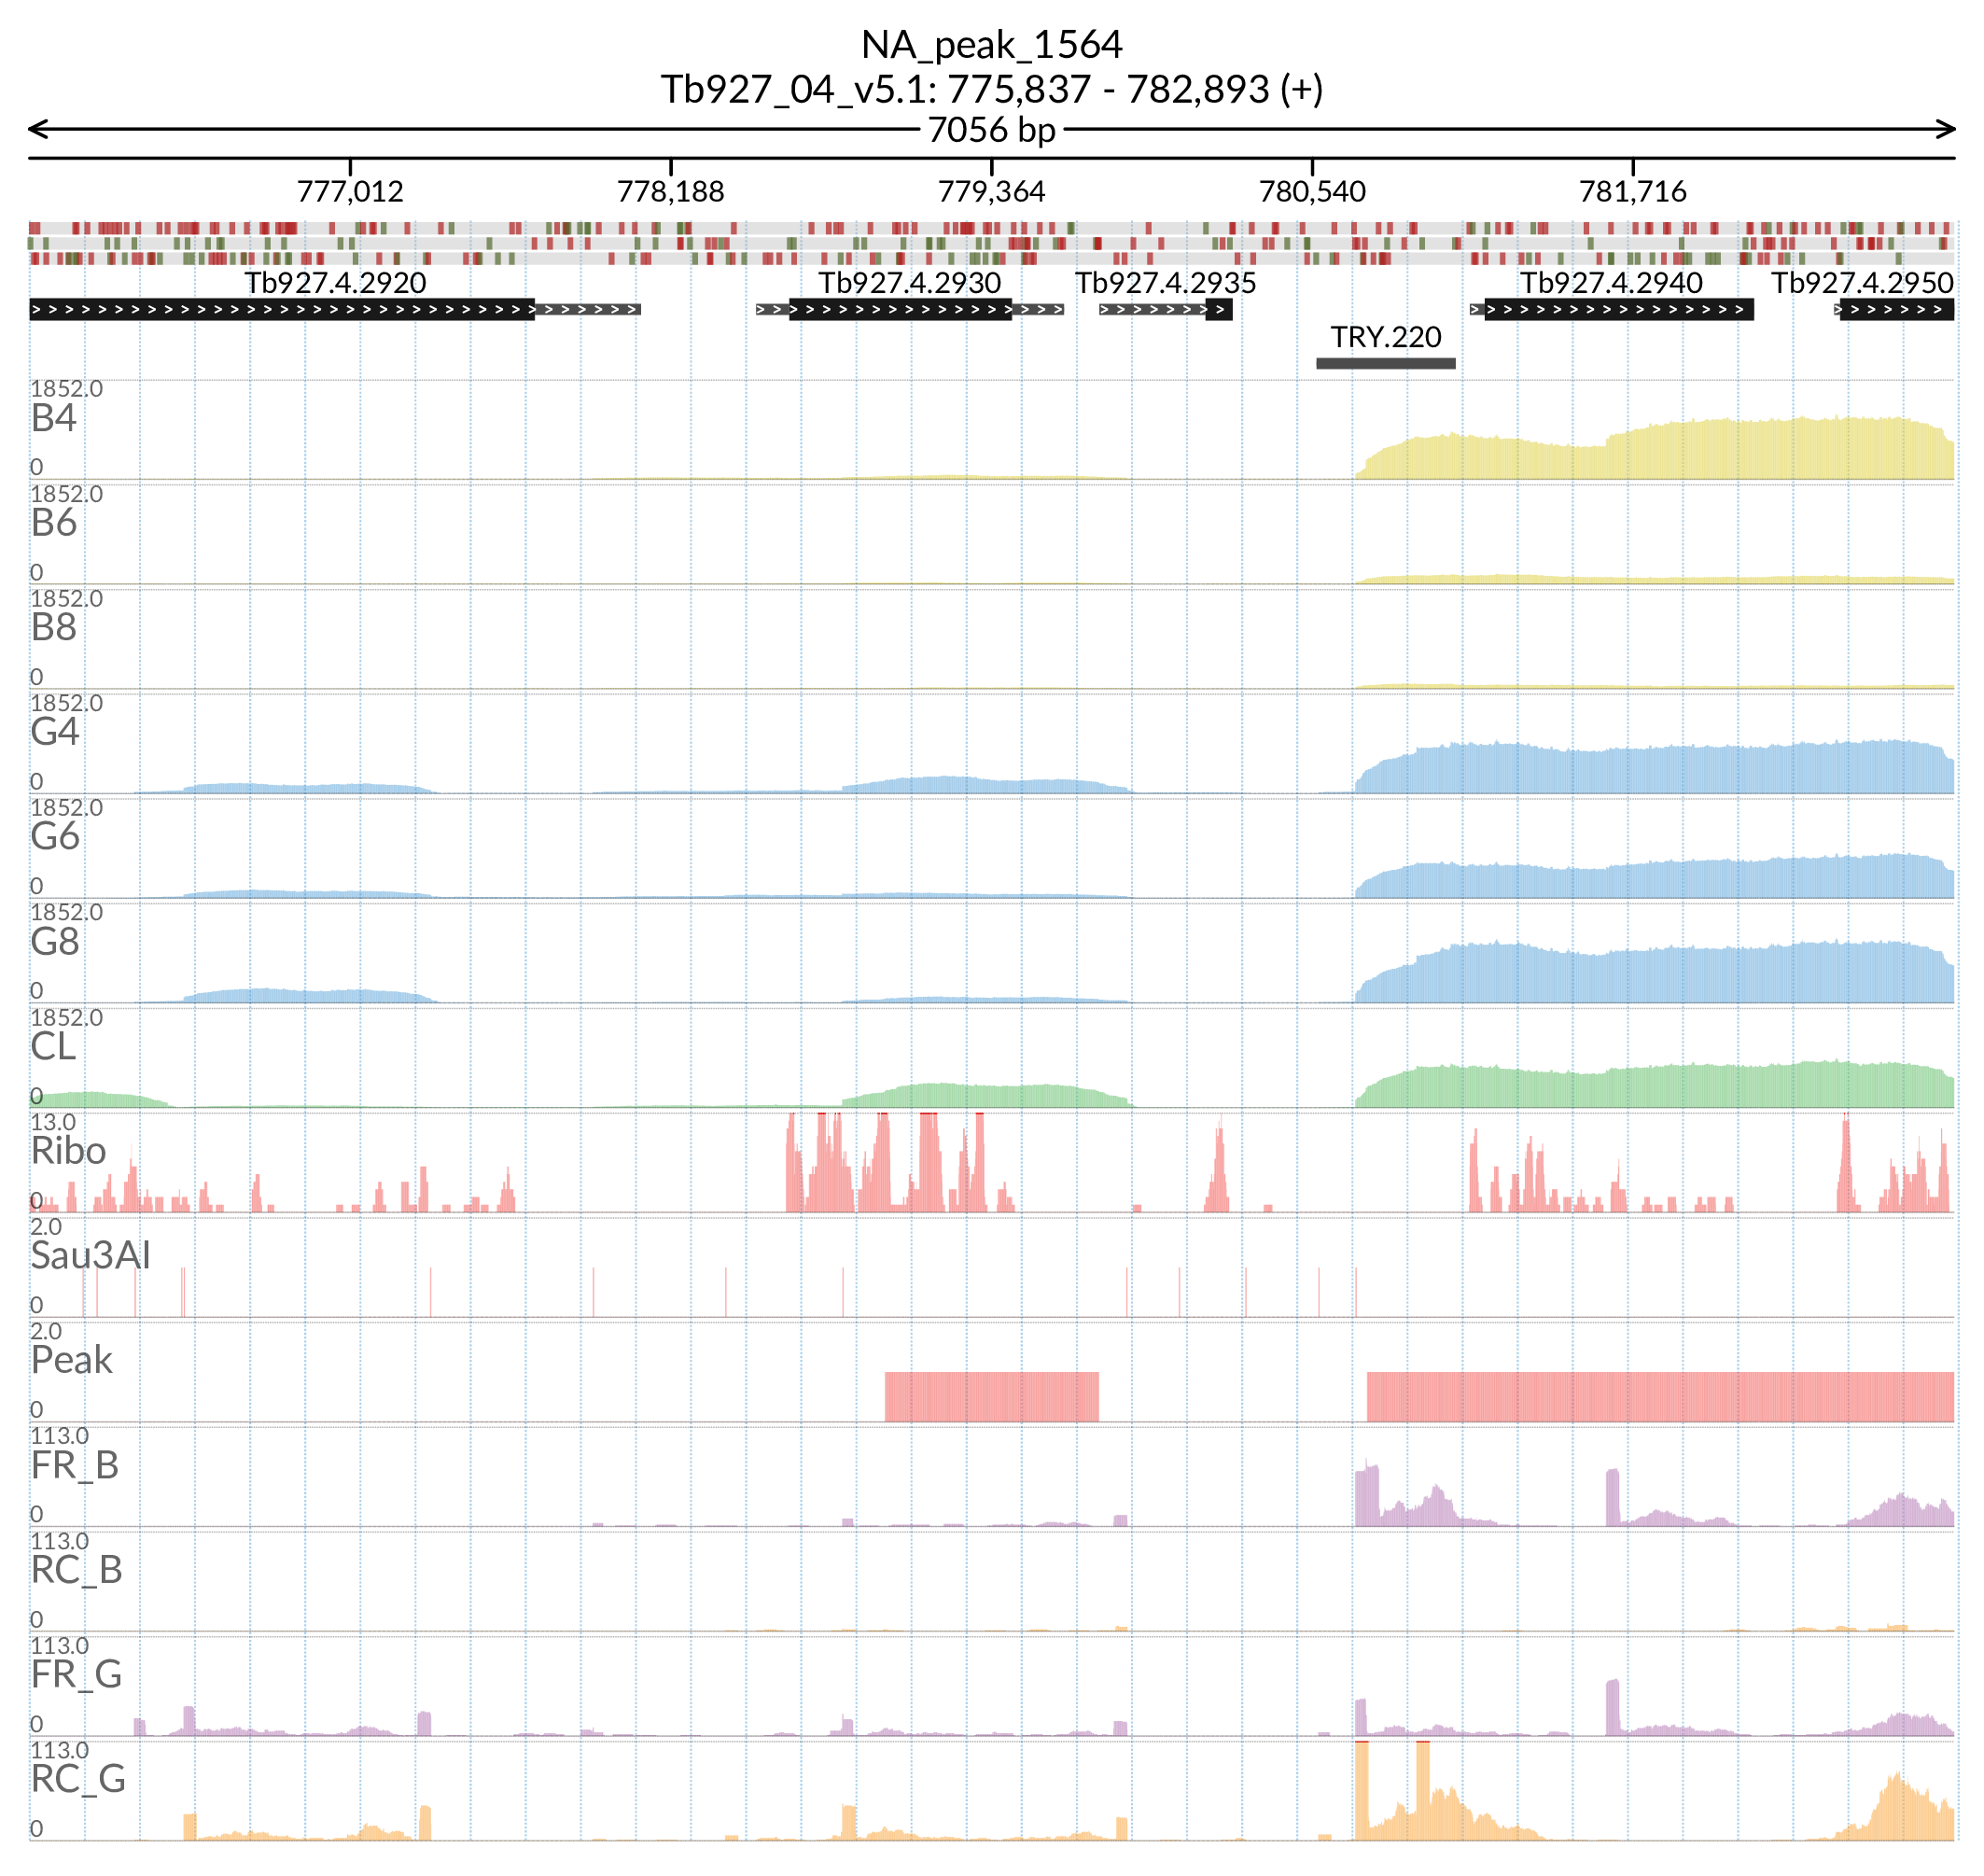 NA_peak_1564
Tb927_04_v5.1: 775,837 - 782,893 (+)
7056 bp
777,012 778,188 779,364 780,540 781,716
Tb927.4.2920 Tb927.4.2930 Tb927.4.2935 Tb927.4.2940 Tb927.4.2950
TRY.220
1852.0
B4
0
1852.0
B6
0
1852.0
B8
0
1852.0
G4
0
1852.0
G6
0
1852.0
G8
0
1852.0
CL
0
13.0
Ribo
0
2.0
Sau3AI
0
2.0
Peak
0
113.0
FR_B
0
113.0
RC_B
0
113.0
FR_G
0
113.0
RC_G
0